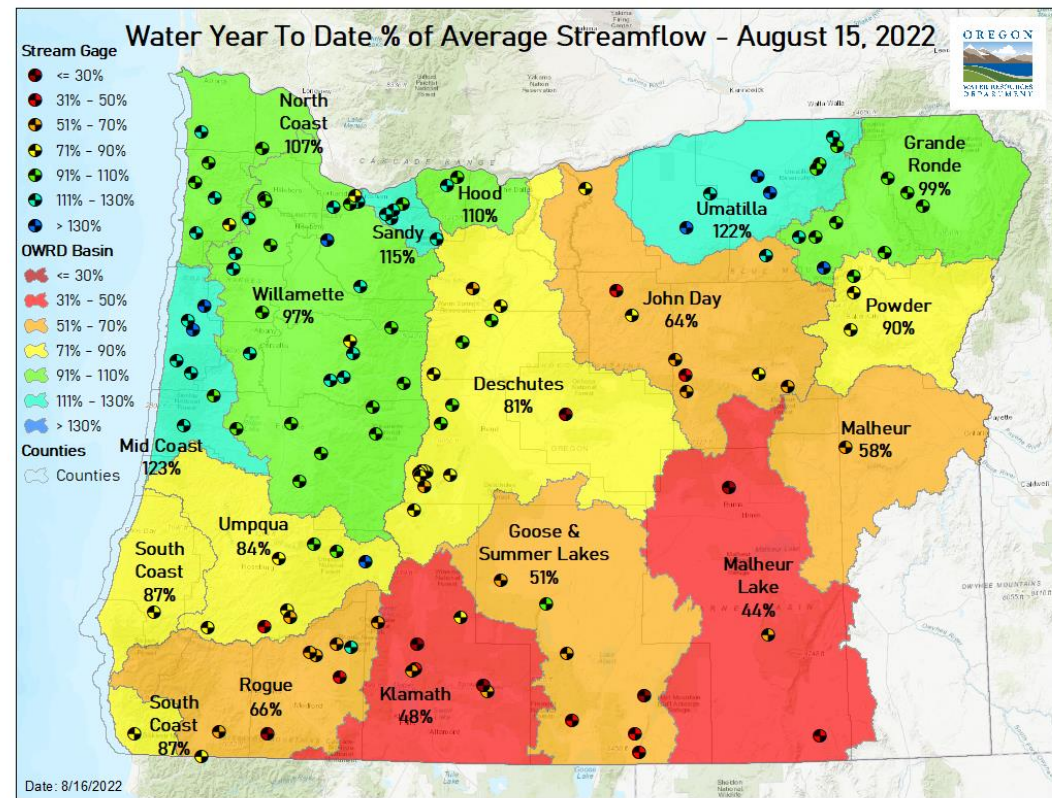 Water Year To Date % of Average Streamflow - August 15, 2022
OREGON
WATER RESOURCES
DEPARTMENT
Stream Gage
<= 30%
31% - 50%
51% - 70%
71% - 90%
91% - 110%
111% - 130%
> 130%
OWRD Basin
<= 30%
31% - 50%
51% - 70%
71% - 90%
91% - 110%
111% - 130%
> 130%
Counties
Counties
North
Coast
107%
CASCADE RANGE
Hood
110%
Sandy
115%
Umatilla
122%
Grande
Ronde
99%
Willamette
97%
John Day
64%
Powder
90%
Deschutes
81%
Malheur
58%
Mid Coast
123%
Umpqua
84%
South
Coast
87%
Goose &
Summer Lakes
51%
Malheur
Lake
44%
OWYHEE MOUNTAINS
Rogue
66%
Klamath
48%
South
Coast
87%
Date: 8/16/2022